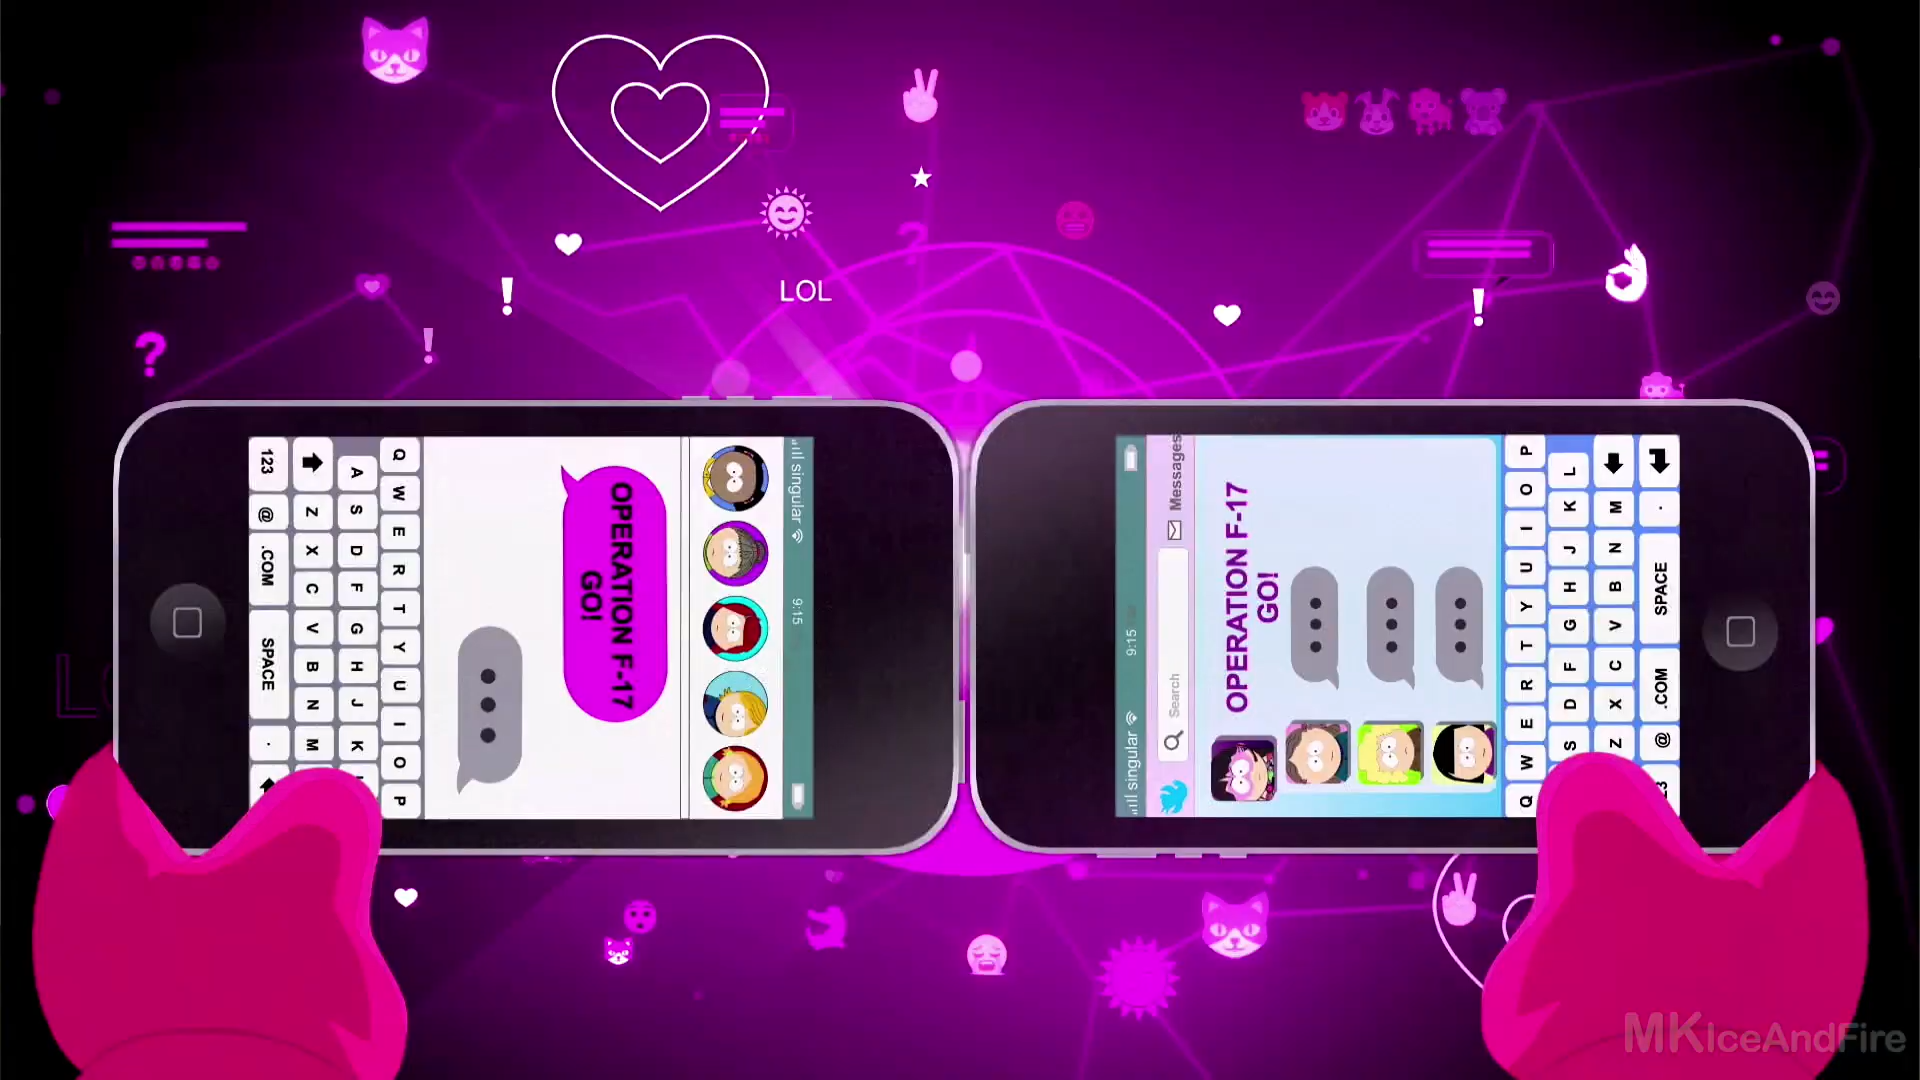 LOL
!
!
!
?
?
singular
9:15
OPERATION F-17
GO!
Q W E R T Y U I O P
A S D F G H J K
Z X C V B N M
123 @ .COM SPACE .
singular
9:15
Messages
Search
OPERATION F-17
GO!
Q W E R T Y U I O P
S D F G H J K L
Z X C V B N M
@ .COM SPACE .
MKIceAndFire